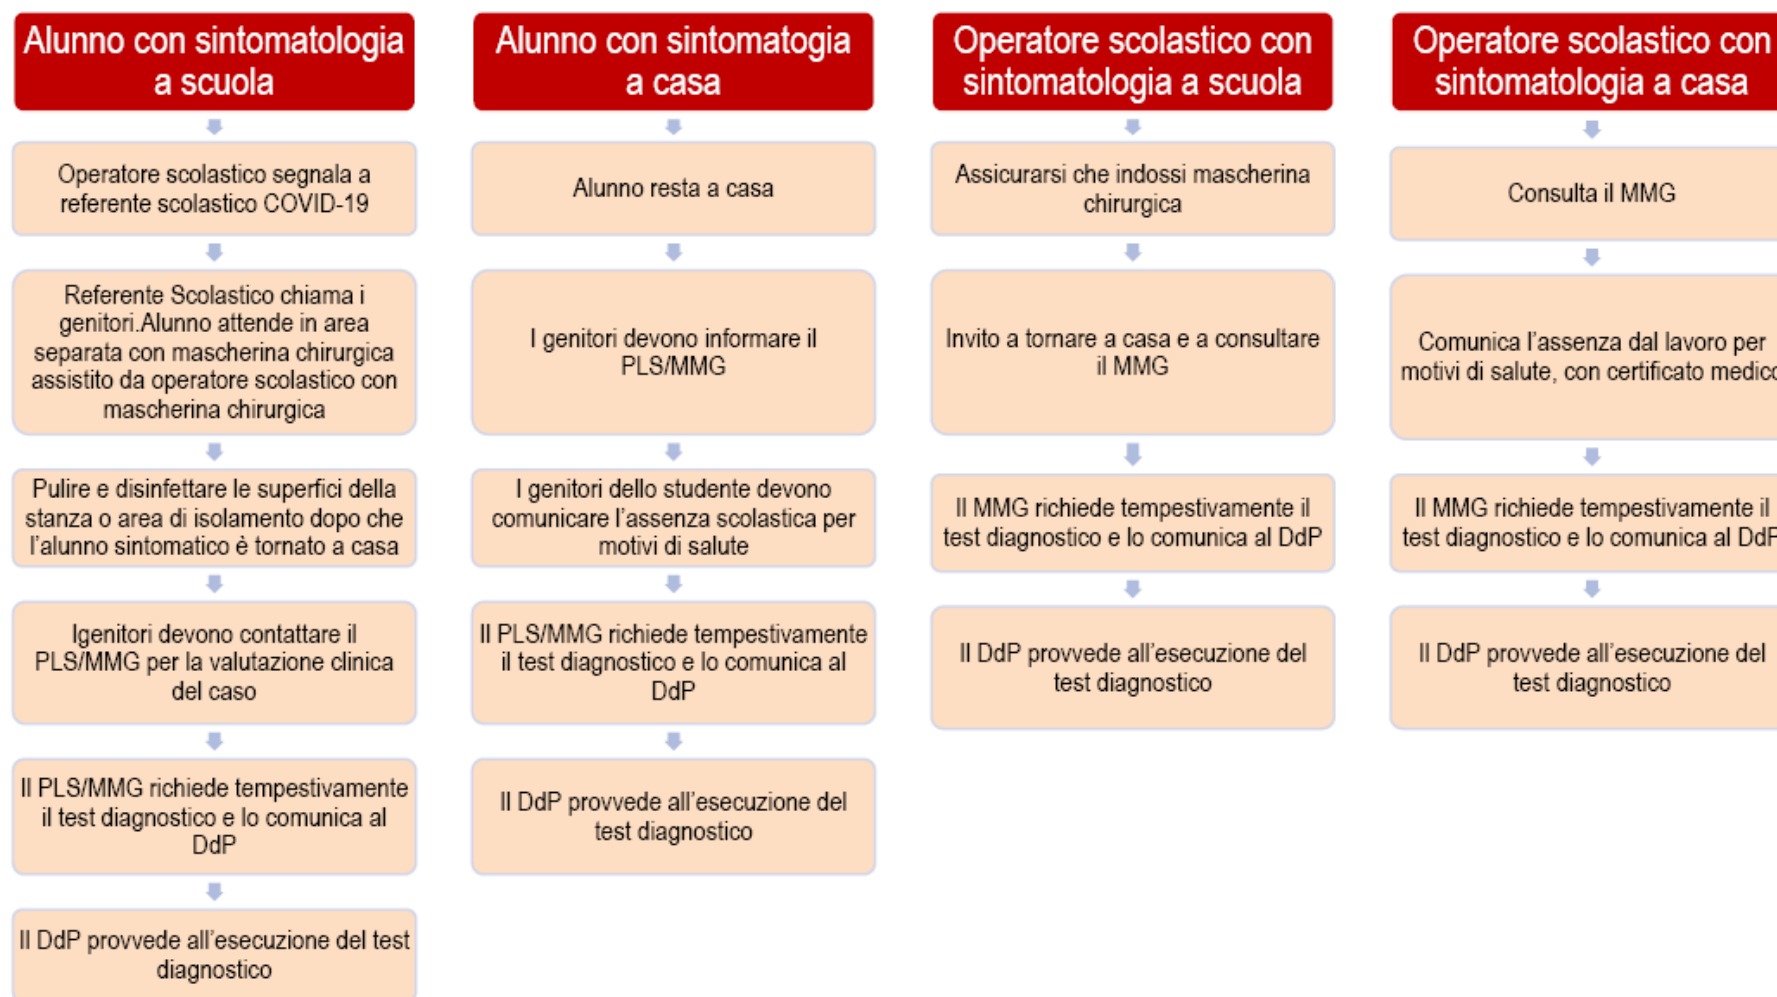 Alunno con sintomatologia
a scuola
Operatore scolastico segnala a
referente scolastico COVID-19
Referente Scolastico chiama i
genitori.Alunno attende in area
separata con mascherina chirurgica
assistito da operatore scolastico con
mascherina chirurgica
Pulire e disinfettare le superfici della
stanza o area di isolamento dopo che
l'alunno sintomatico è tornato a casa
Igenitori devono contattare il
PLS/MMG per la valutazione clinica
del caso
Il PLS/MMG richiede tempestivamente
il test diagnostico e lo comunica al
DdP
Il DdP provvede all'esecuzione del test
diagnostico
Alunno con sintomatogia
a casa
Alunno resta a casa
I genitori devono informare il
PLS/MMG
I genitori dello studente devono
comunicare l'assenza scolastica per
motivi di salute
Il PLS/MMG richiede tempestivamente
il test diagnostico e lo comunica al
DdP
Il DdP provvede all'esecuzione del
test diagnostico
Operatore scolastico con
sintomatologia a scuola
Assicurarsi che indossi mascherina
chirurgica
Invito a tornare a casa e a consultare
il MMG
Il MMG richiede tempestivamente il
test diagnostico e lo comunica al DdP
Il DdP provvede all'esecuzione del
test diagnostico
Operatore scolastico con
sintomatologia a casa
Consulta il MMG
Comunica l'assenza dal lavoro per
motivi di salute, con certificato medico
Il MMG richiede tempestivamente il
test diagnostico e lo comunica al DdP
Il DdP provvede all'esecuzione del
test diagnostico